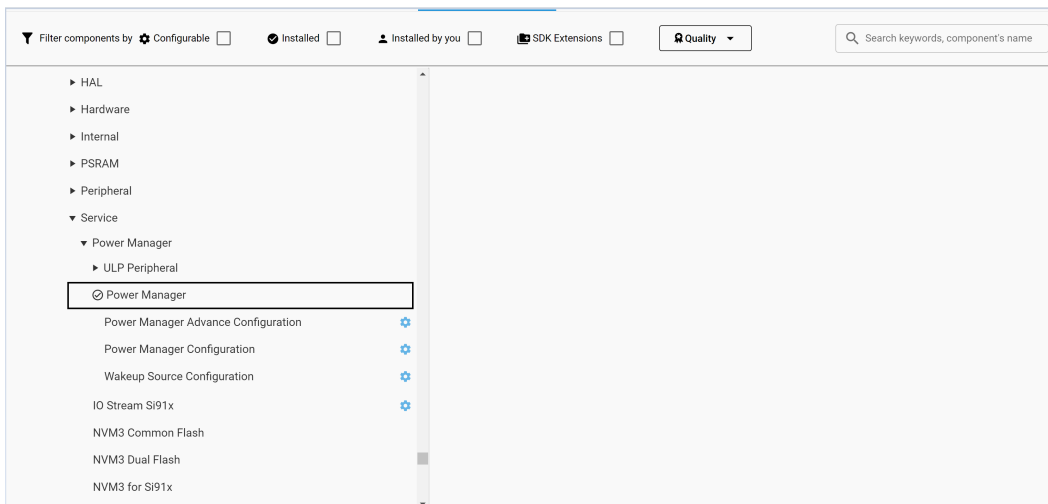 Filter components by Configurable Installed Installed by you SDK Extensions Quality Search keywords, component's name
HAL
Hardware
Internal
PSRAM
Peripheral
Service
Power Manager
ULP Peripheral
Power Manager
Power Manager Advance Configuration
Power Manager Configuration
Wakeup Source Configuration
IO Stream Si91x
NVM3 Common Flash
NVM3 Dual Flash
NVM3 for Si91x